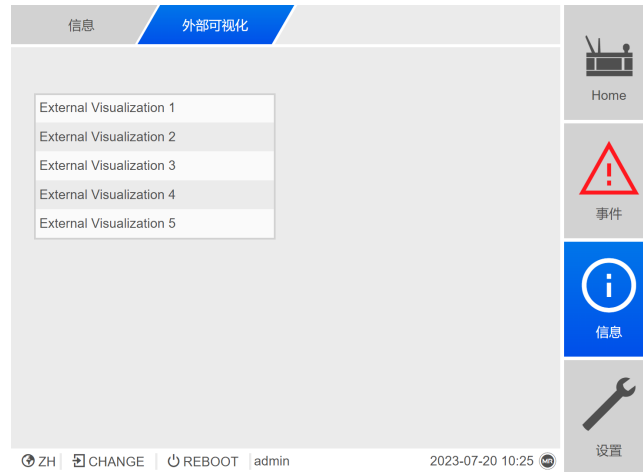 信息
外部可视化
External Visualization 1
External Visualization 2
External Visualization 3
External Visualization 4
External Visualization 5
Home
事件
信息
设置
ZH CHANGE REBOOT admin 2023-07-20 10:25 MR